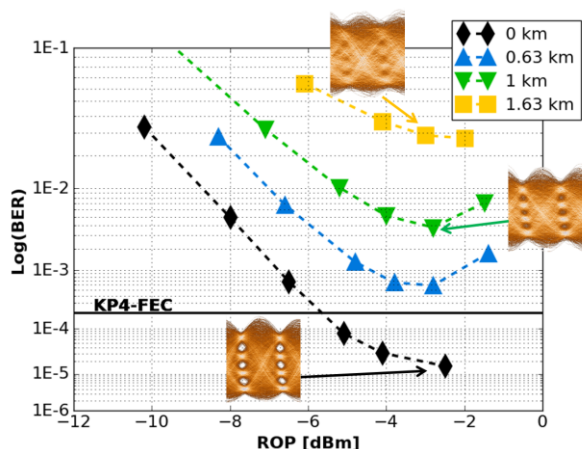 0 km
0.63 km
1 km
1.63 km
1E-1
1E-2
1E-3
1E-4
1E-5
1E-6
Log(BER)
KP4-FEC
−12 −10 −8 −6 −4 −2 0
ROP [dBm]